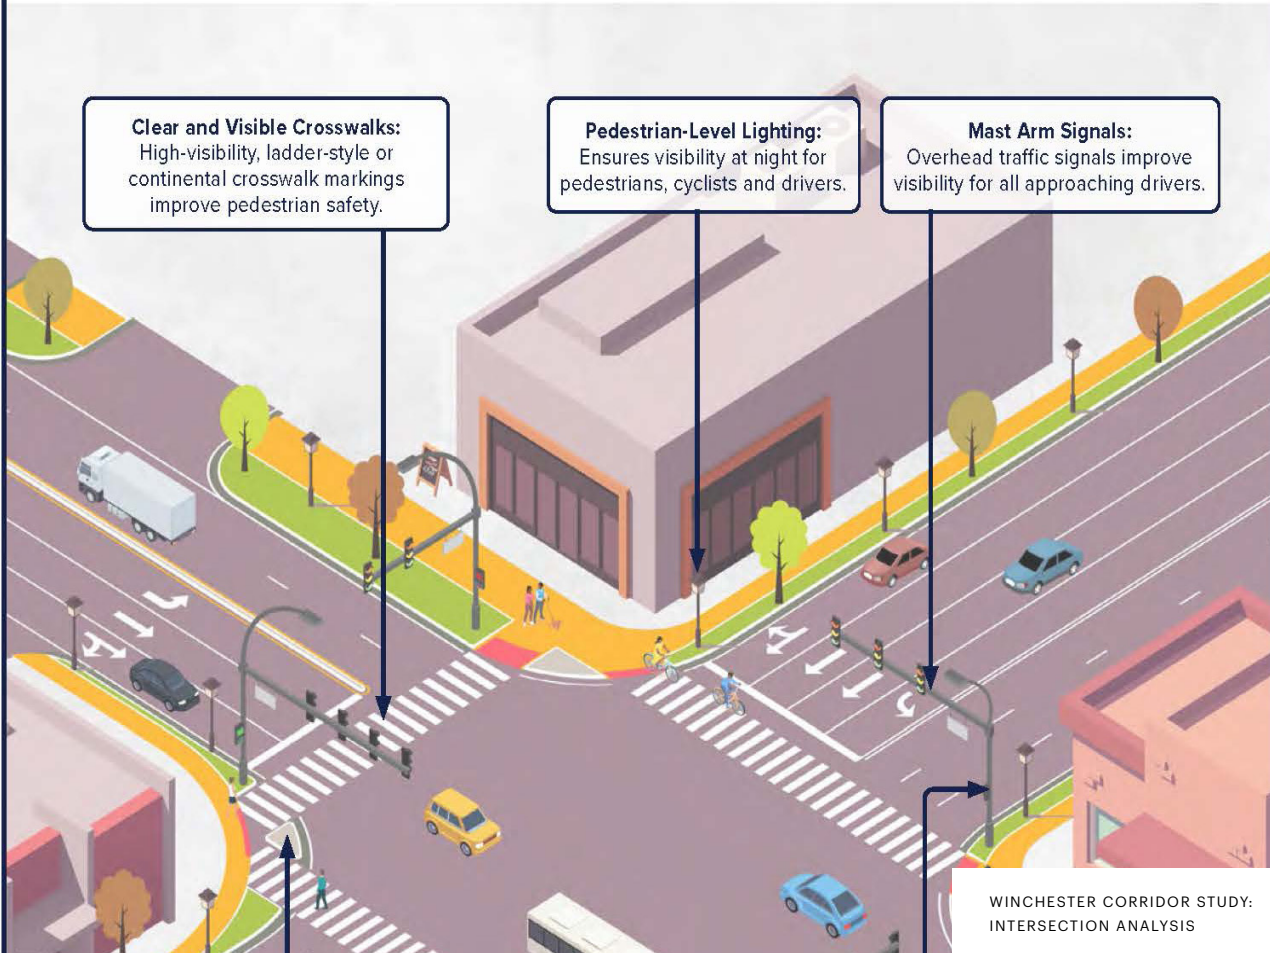 Clear and Visible Crosswalks:
High-visibility, ladder-style or
continental crosswalk markings
improve pedestrian safety.
Pedestrian-Level Lighting:
Ensures visibility at night for
pedestrians, cyclists and drivers.
Mast Arm Signals:
Overhead traffic signals improve
visibility for all approaching drivers.
WINCHESTER CORRIDOR STUDY:
INTERSECTION ANALYSIS